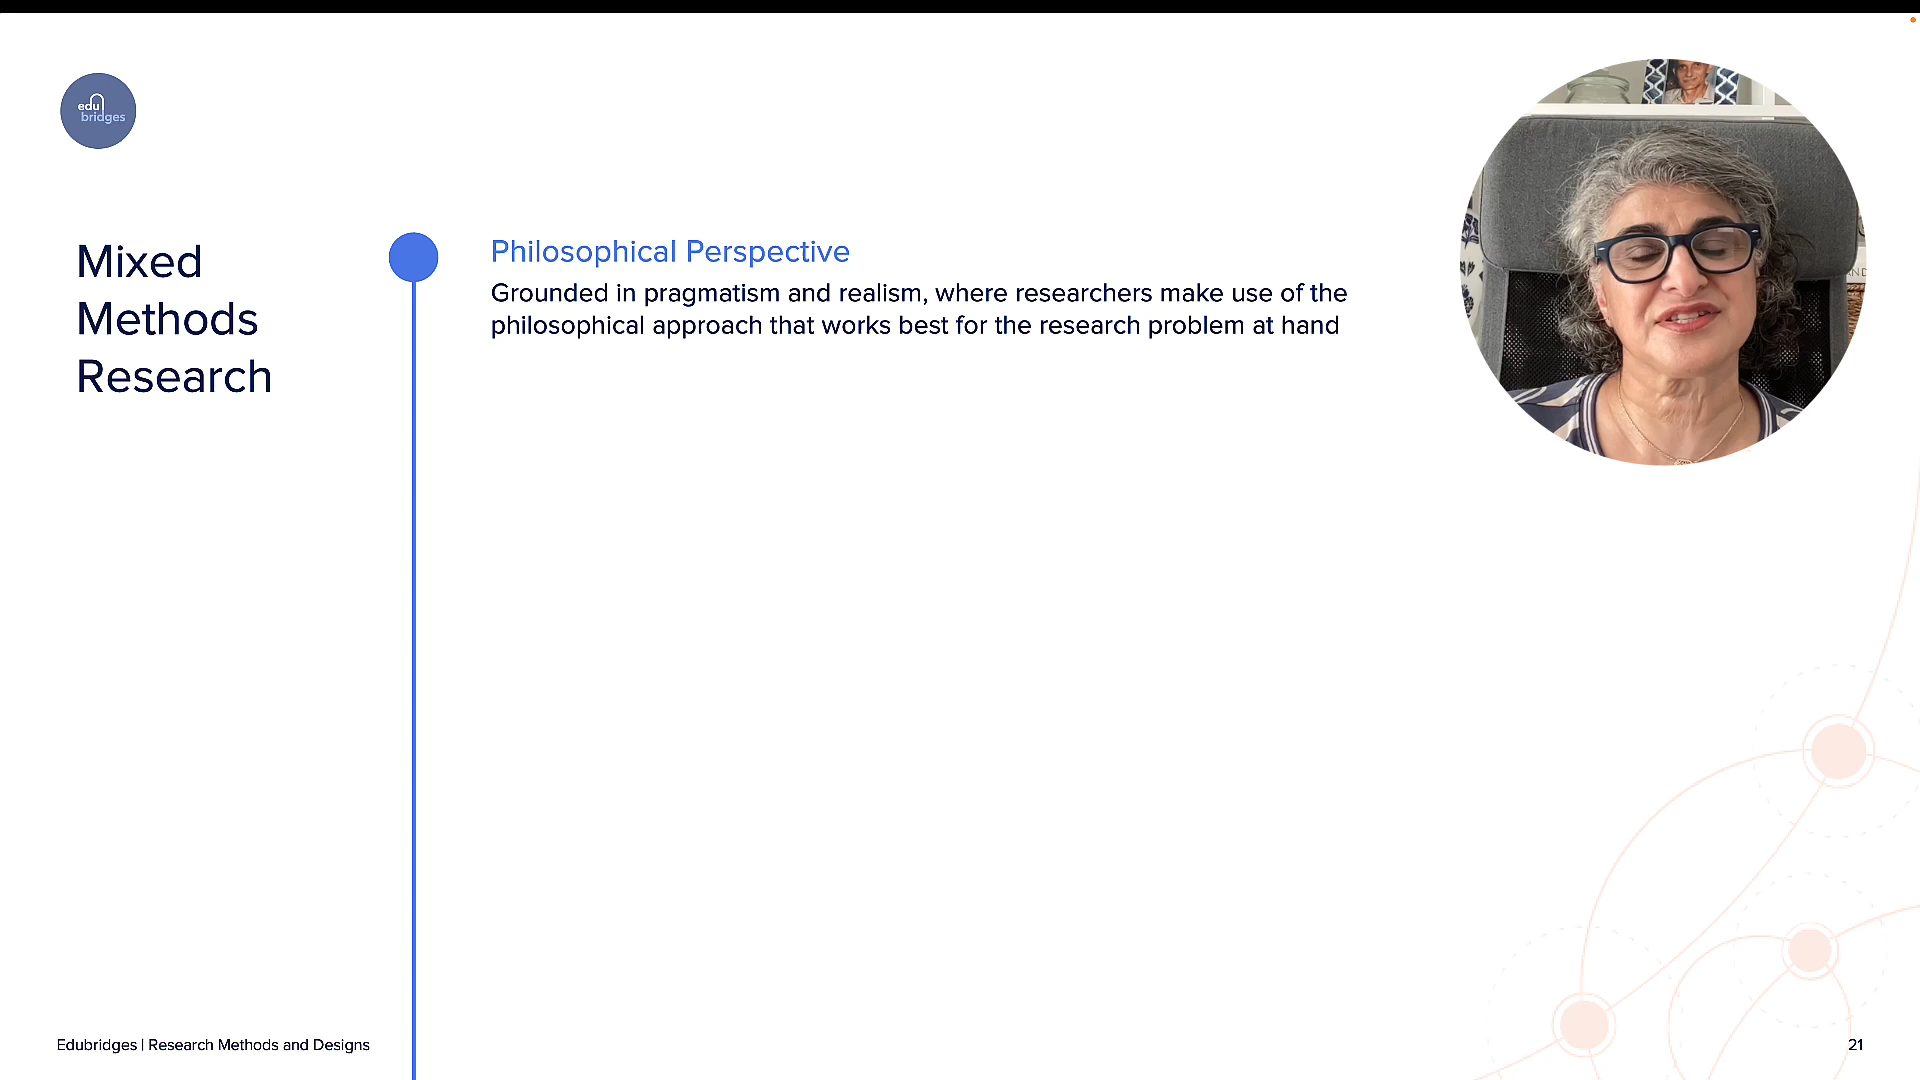 edu
bridges
Mixed
Methods
Research
Philosophical Perspective
Grounded in pragmatism and realism, where researchers make use of the
philosophical approach that works best for the research problem at hand
Edubridges | Research Methods and Designs
21